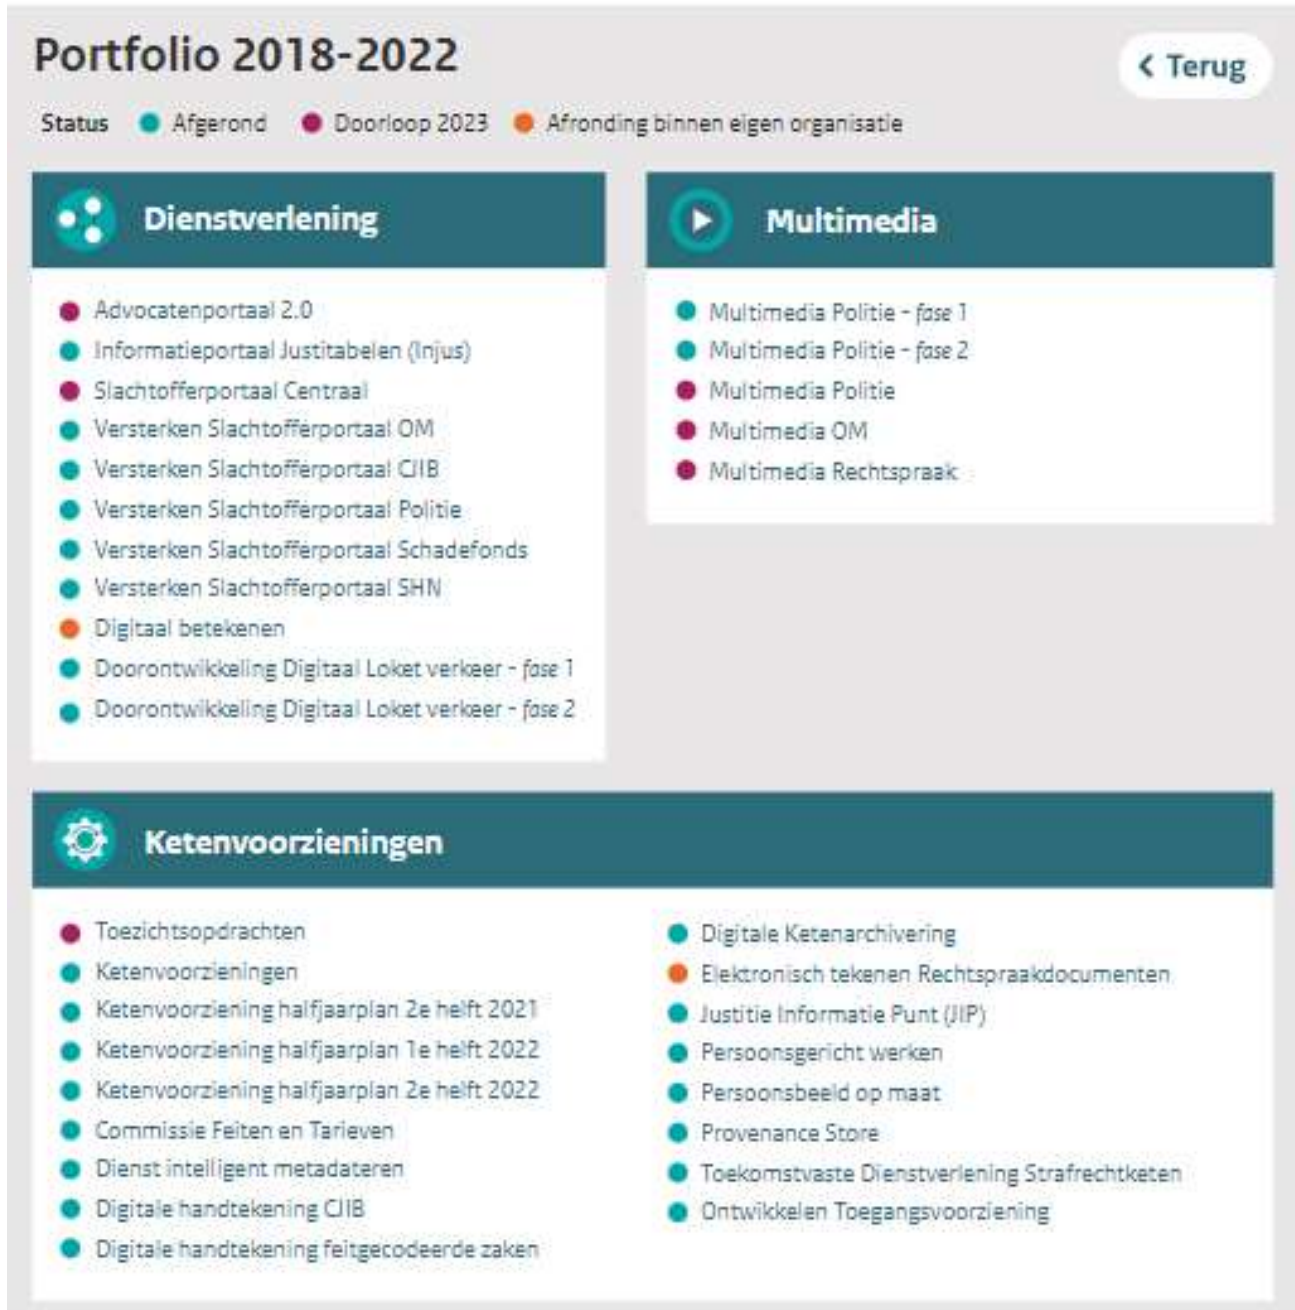 Portfolio 2018-2022
Terug
Status Afgerond Doorloop 2023 Afronding binnen eigen organisatie
Dienstverlening
Advocatenportaal 2.0
Informatieportaal Justitabelen (Injus)
Slachtofferportaal Centraal
Versterken Slachtofferportaal OM
Versterken Slachtofferportaal CJIB
Versterken Slachtofferportaal Politie
Versterken Slachtofferportaal Schadefonds
Versterken Slachtofferportaal SHN
Digitaal betekenen
Doorontwikkeling Digitaal Loket verkeer - fase 1
Doorontwikkeling Digitaal Loket verkeer - fase 2
Multimedia
Multimedia Politie - fase 1
Multimedia Politie - fase 2
Multimedia Politie
Multimedia OM
Multimedia Rechtspraak
Ketenvoorzieningen
Toezichtsopdrachten
Ketenvoorzieningen
Ketenvoorziening halfjaarplan 2e helft 2021
Ketenvoorziening halfjaarplan 1e helft 2022
Ketenvoorziening halfjaarplan 2e helft 2022
Commissie Feiten en Tarieven
Dienst intelligent metadateren
Digitale handtekening CJIB
Digitale handtekening feitgecodeerde zaken
Digitale Ketenarchivering
Elektronisch tekenen Rechtspraakdocumenten
Justitie Informatie Punt (JIP)
Persoonsgericht werken
Persoonsbeeld op maat
Provenance Store
Toekomstvaste Dienstverlening Strafrechtketen
Ontwikkelen Toegangsvoorziening